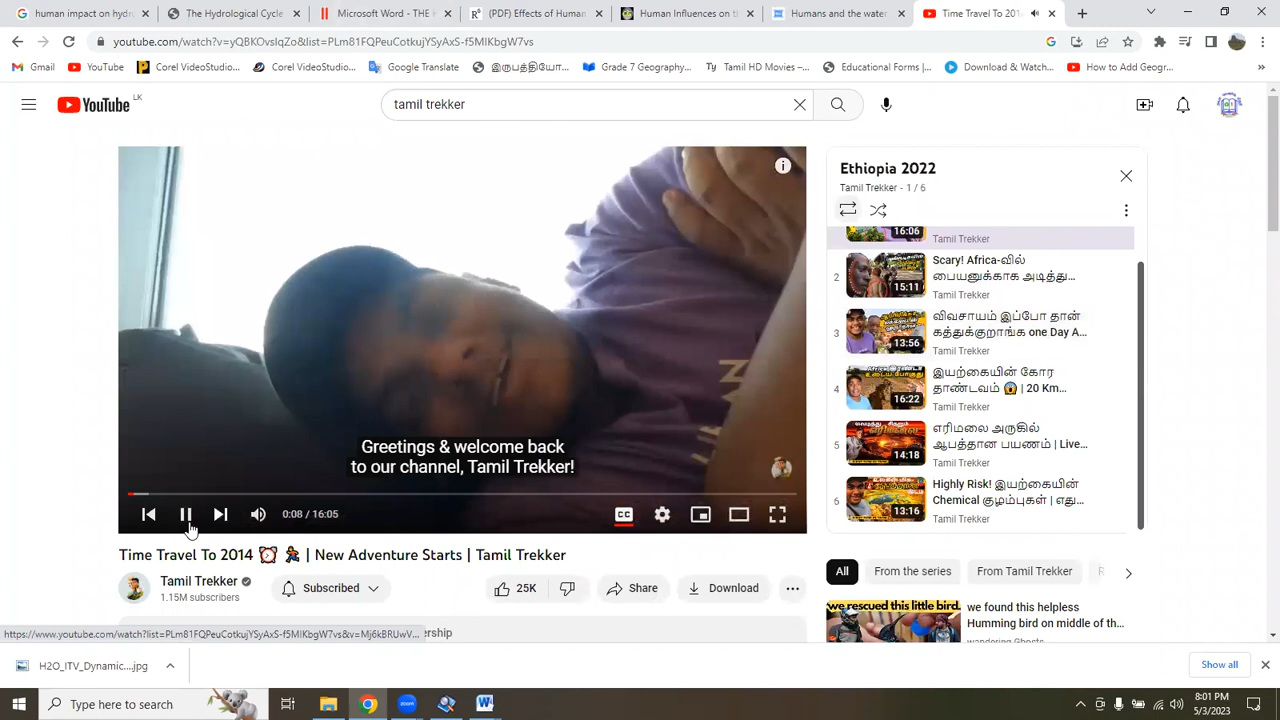 human impact on hydr
The Hydrological Cycle
Microsoft Word - THE
(PDF) Effects of Human
Human Influences on the
Humans and the water
Time Travel To 2014
youtube.com/watch?v=yQBKOvsIqZo&list=PLm81FQPeuCotkujYSyAxS-f5MIKbgW7vs
Gmail
YouTube
Corel VideoStudio...
Corel VideoStudio...
Google Translate
இலகுத்தியோ...
Grade 7 Geography...
Tamil HD Movies –...
Educational Forms |...
Download & Watch...
How to Add Geogr...
YouTube LK
tamil trekker
Ethiopia 2022
Tamil Trekker - 1 / 6
16:06
Tamil Trekker
2
15:11
Scary! Africa-வில்
பையனுக்காக அடித்து...
Tamil Trekker
3
13:56
விவசாயம் இப்போ தான்
கத்துக்குறாங்க one Day A...
Tamil Trekker
4
16:22
இயற்கையின் கோர
தாண்டவம் 😱 | 20 Km...
Tamil Trekker
5
14:18
எரிமலை அருகில்
ஆபத்தான பயணம் | Live...
Tamil Trekker
6
13:16
Highly Risk! இயற்கையின்
Chemical குழம்புகள் | எது...
Tamil Trekker
Greetings & welcome back
to our channel, Tamil Trekker!
0:08 / 16:05
CC
Time Travel To 2014 ⏰ 🏃 | New Adventure Starts | Tamil Trekker
Tamil Trekker
1.15M subscribers
Subscribed
25K
Share
Download
All
From the series
From Tamil Trekker
we rescued this little bird.
we found this helpless
Humming bird on middle of th...
wandering Ghosts
https://www.youtube.com/watch?list=PLm81FQPeuCotkujYSyAxS-f5MIKbgW7vs&v=Mj6kBRUwV...
ership
H2O_ITV_Dynamic....jpg
Show all
Type here to search
8:01 PM
5/3/2023